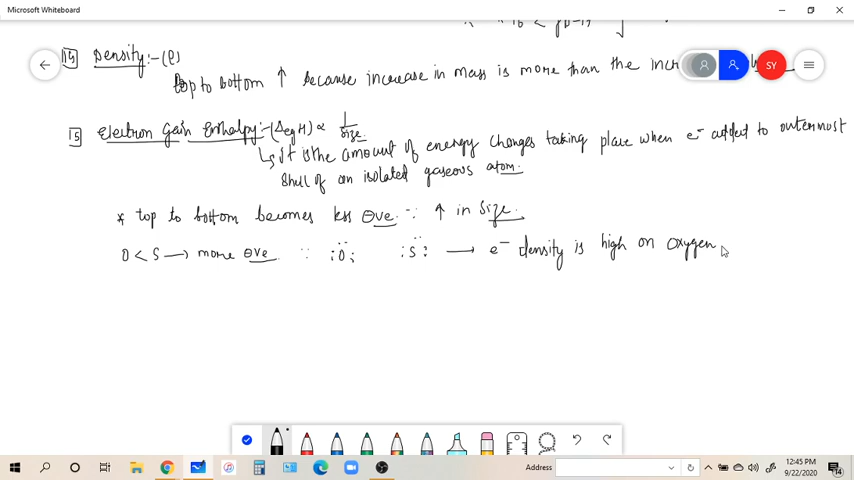 Microsoft Whiteboard
14 Density:-(ρ)
top to bottom ↑ because increase in mass is more than the incr
SY
15 Electron Gain Enthalpy:-(ΔegH) ∝ 1/size.
↳ It is the amount of energy changes taking place when e⁻ added to outermost
shell of an isolated gaseous atom.
* top to bottom becomes less ⊖ve ∵ ↑ in size.
O < S → more ⊖ve ∵ :Ö: :S̈: → e⁻ density is high on oxygen
Address
12:45 PM
9/22/2020
14